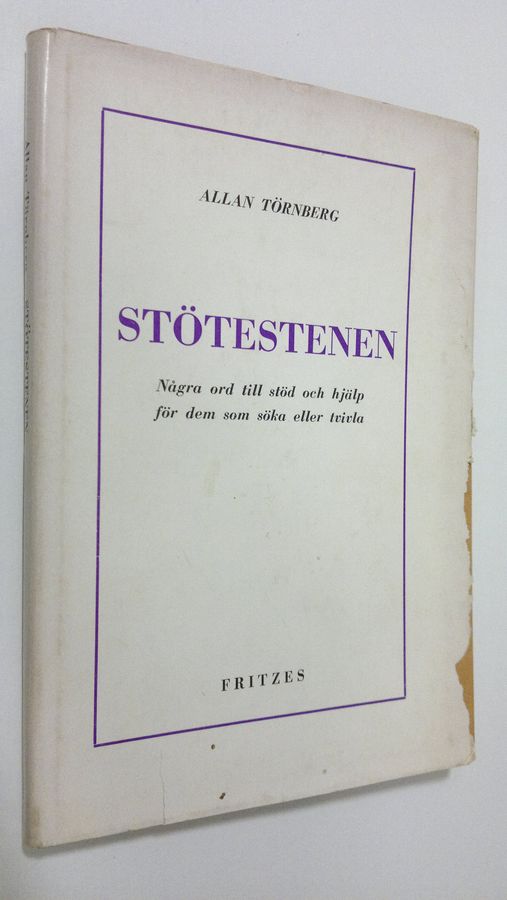 ALLAN TÖRNBERG
STÖTESTENEN
Några ord till stöd och hjälp
för dem som söka eller tvivla
FRITZES